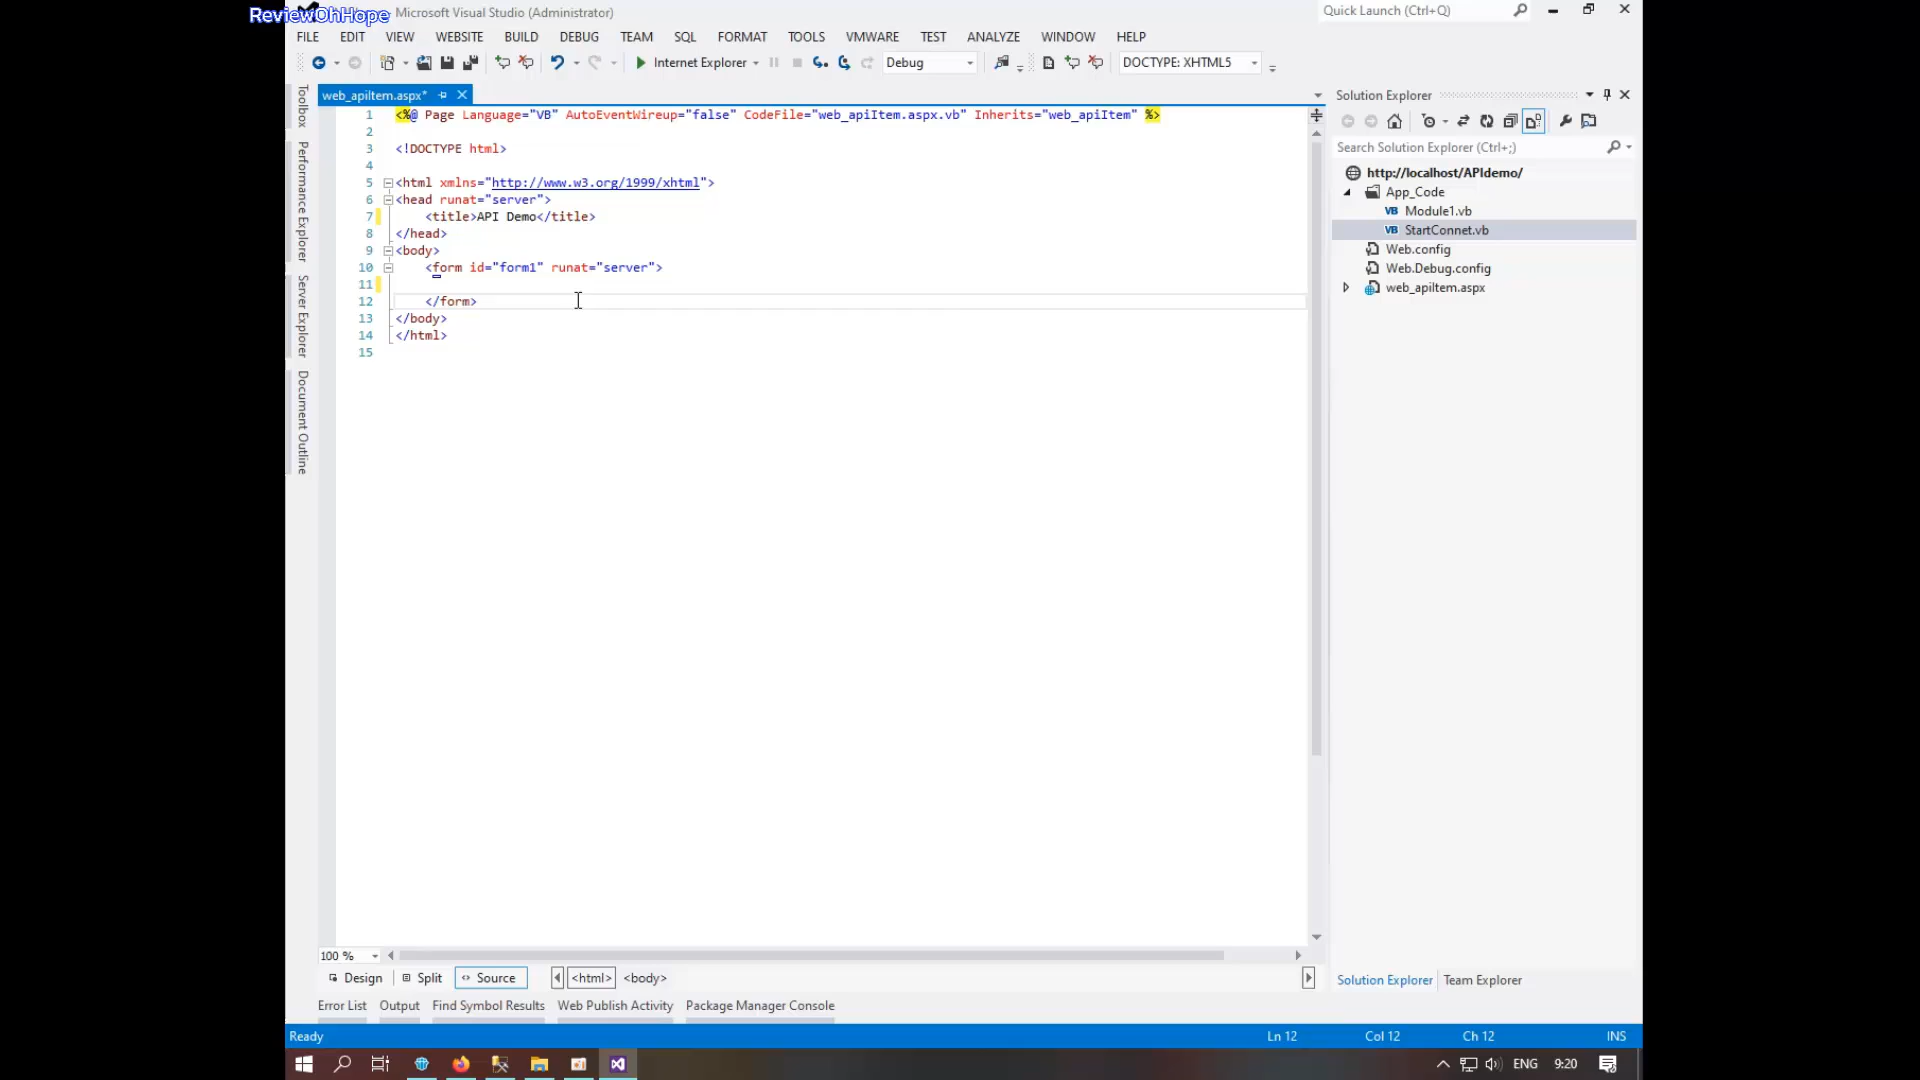 ReviewOhHope
Microsoft Visual Studio (Administrator)
Quick Launch (Ctrl+Q)
FILE EDIT VIEW WEBSITE BUILD DEBUG TEAM SQL FORMAT TOOLS VMWARE TEST ANALYZE WINDOW HELP
Internet Explorer Debug DOCTYPE: XHTML5
Toolbox
Performance Explorer
Server Explorer
Document Outline
web_apiItem.aspx*
1 <%@ Page Language="VB" AutoEventWireup="false" CodeFile="web_apiItem.aspx.vb" Inherits="web_apiItem" %>
2
3 <!DOCTYPE html>
4
5 <html xmlns="http://www.w3.org/1999/xhtml">
6 <head runat="server">
7 <title>API Demo</title>
8 </head>
9 <body>
10 <form id="form1" runat="server">
11
12 </form>
13 </body>
14 </html>
15
Solution Explorer
Search Solution Explorer (Ctrl+;)
http://localhost/APIdemo/
App_Code
VB Module1.vb
VB StartConnet.vb
Web.config
Web.Debug.config
web_apiItem.aspx
100 %
Design Split Source <html> <body>
Solution Explorer Team Explorer
Error List Output Find Symbol Results Web Publish Activity Package Manager Console
Ready Ln 12 Col 12 Ch 12 INS
ENG 9:20